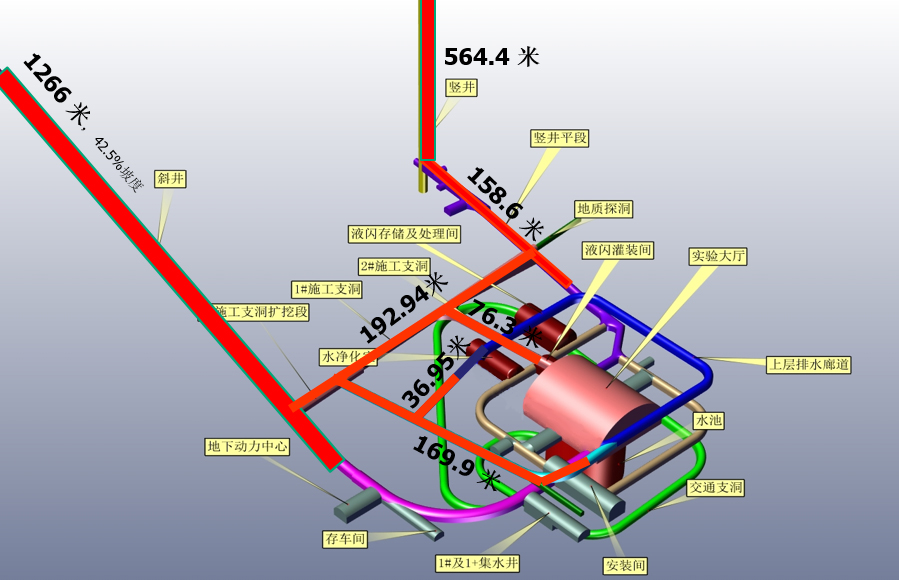 564.4 米
竖井
1266 米，42.5%坡度
竖井平段
斜井
158.6 米
地质探洞
液闪存储及处理间
液闪灌装间
实验大厅
2#施工支洞
1#施工支洞
192.94米
76.3 米
施工支洞扩挖段
水净化
36.95米
上层排水廊道
水池
地下动力中心
169.9 米
交通支洞
存车间
1#及1+集水井
安装间